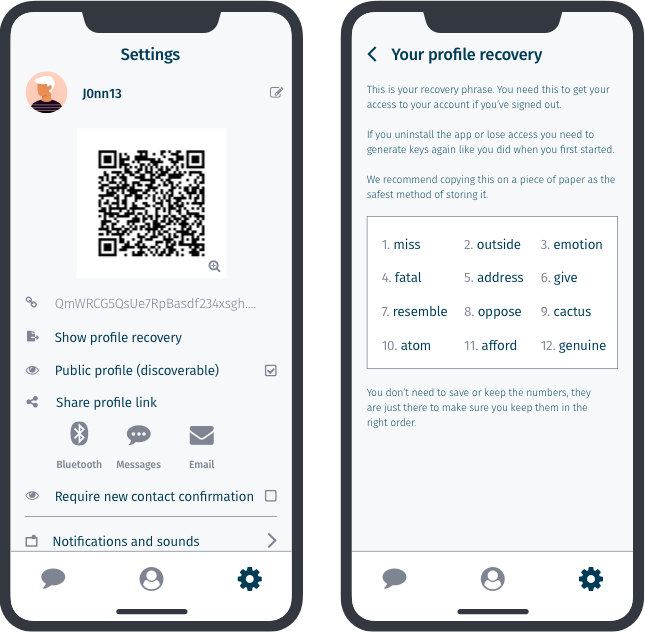 Settings
J0nn13
QmWRCG5QsUe7RpBasdf234xsgh....
Show profile recovery
Public profile (discoverable)
Share profile link
Bluetooth Messages Email
Require new contact confirmation
Notifications and sounds
Your profile recovery
This is your recovery phrase. You need this to get your
access to your account if you've signed out.
If you uninstall the app or lose access you need to
generate keys again like you did when you first started.
We recommend copying this on a piece of paper as the
safest method of storing it.
1. miss 2. outside 3. emotion
4. fatal 5. address 6. give
7. resemble 8. oppose 9. cactus
10. atom 11. afford 12. genuine
You don't need to save or keep the numbers, they
are just there to make sure you keep them in the
right order.